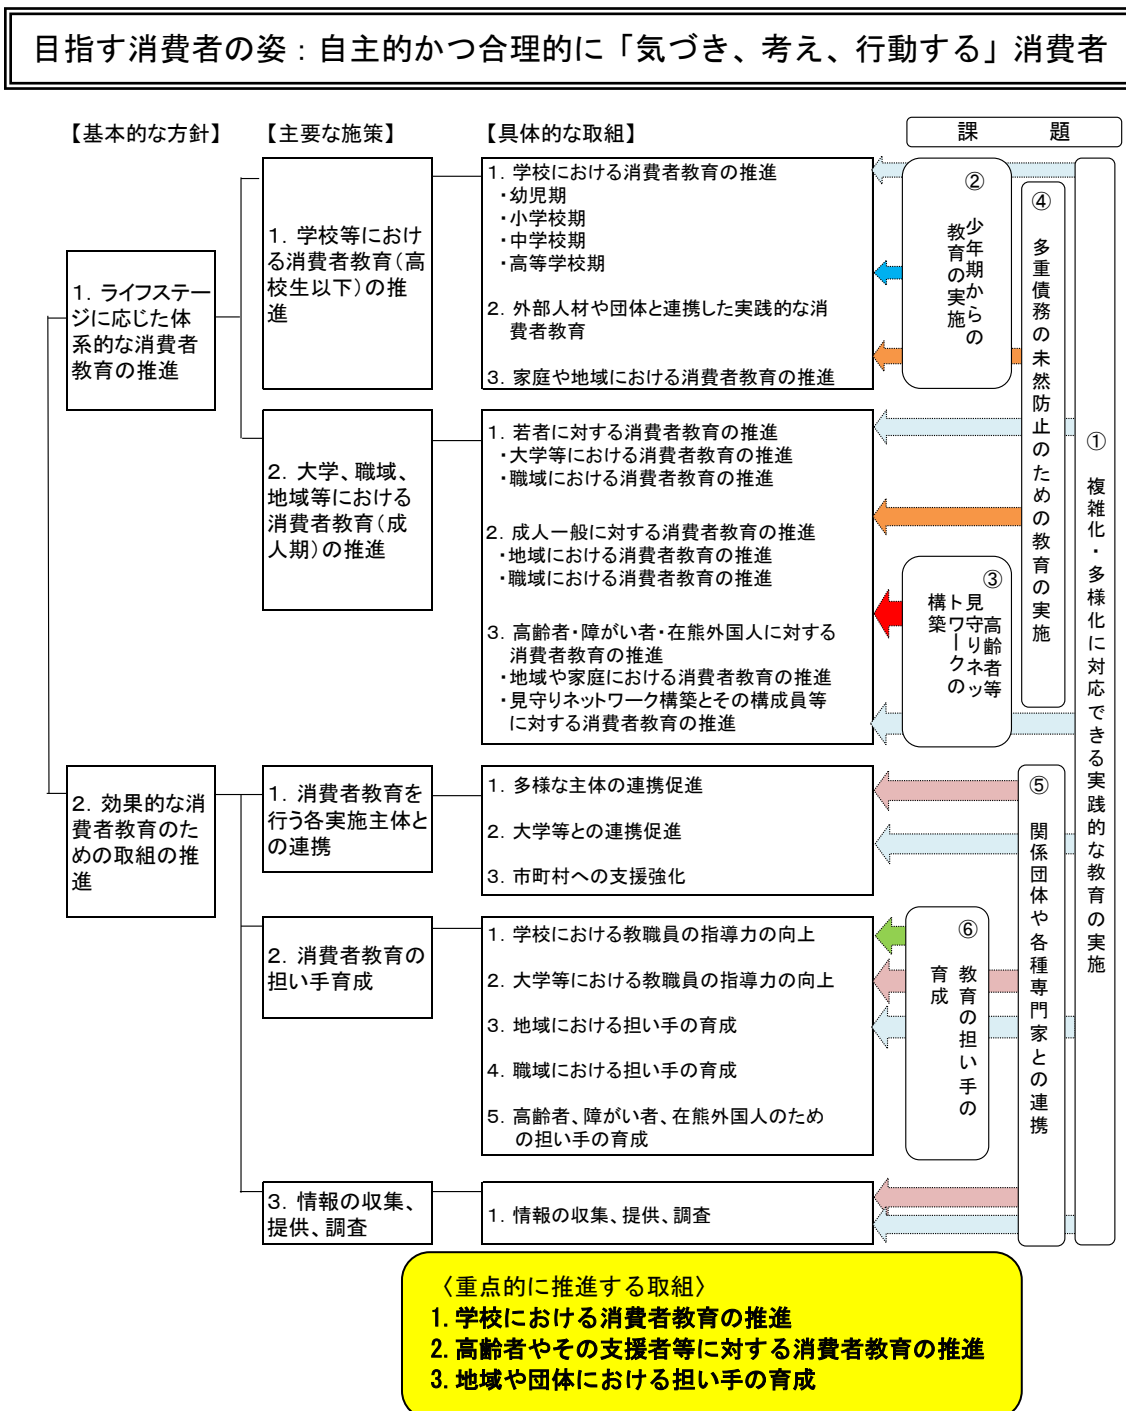 目指す消費者の姿：自主的かつ合理的に「気づき、考え、行動する」消費者
【基本的な方針】
【主要な施策】
【具体的な取組】
課　題
1．ライフステー
ジに応じた体
系的な消費者
教育の推進
1．学校等におけ
る消費者教育（高
校生以下）の推
進
1．学校における消費者教育の推進
・幼児期
・小学校期
・中学校期
・高等学校期
2．外部人材や団体と連携した実践的な消
費者教育
3．家庭や地域における消費者教育の推進
2．大学、職域、
地域等における
消費者教育（成
人期）の推進
1．若者に対する消費者教育の推進
・大学等における消費者教育の推進
・職域における消費者教育の推進
2．成人一般に対する消費者教育の推進
・地域における消費者教育の推進
・職域における消費者教育の推進
3．高齢者・障がい者・在熊外国人に対する
消費者教育の推進
・地域や家庭における消費者教育の推進
・見守りネットワーク構築とその構成員等
に対する消費者教育の推進
2．効果的な消
費者教育のた
めの取組の推
進
1．消費者教育を
行う各実施主体と
の連携
1．多様な主体の連携促進
2．大学等との連携促進
3．市町村への支援強化
2．消費者教育の
担い手育成
1．学校における教職員の指導力の向上
2．大学等における教職員の指導力の向上
3．地域における担い手の育成
4．職域における担い手の育成
5．高齢者、障がい者、在熊外国人のため
の担い手の育成
3．情報の収集、
提供、調査
1．情報の収集、提供、調査
①　複雑化・多様化に対応できる実践的な教育の実施
②
少年期からの
教育の実施
③
高齢者等
見守りネッ
トワークの
構築
④　多重債務の未然防止のための教育の実施
⑤　関係団体や各種専門家との連携
⑥
教育の担い手の
育成
〈重点的に推進する取組〉
1.学校における消費者教育の推進
2.高齢者やその支援者等に対する消費者教育の推進
3.地域や団体における担い手の育成